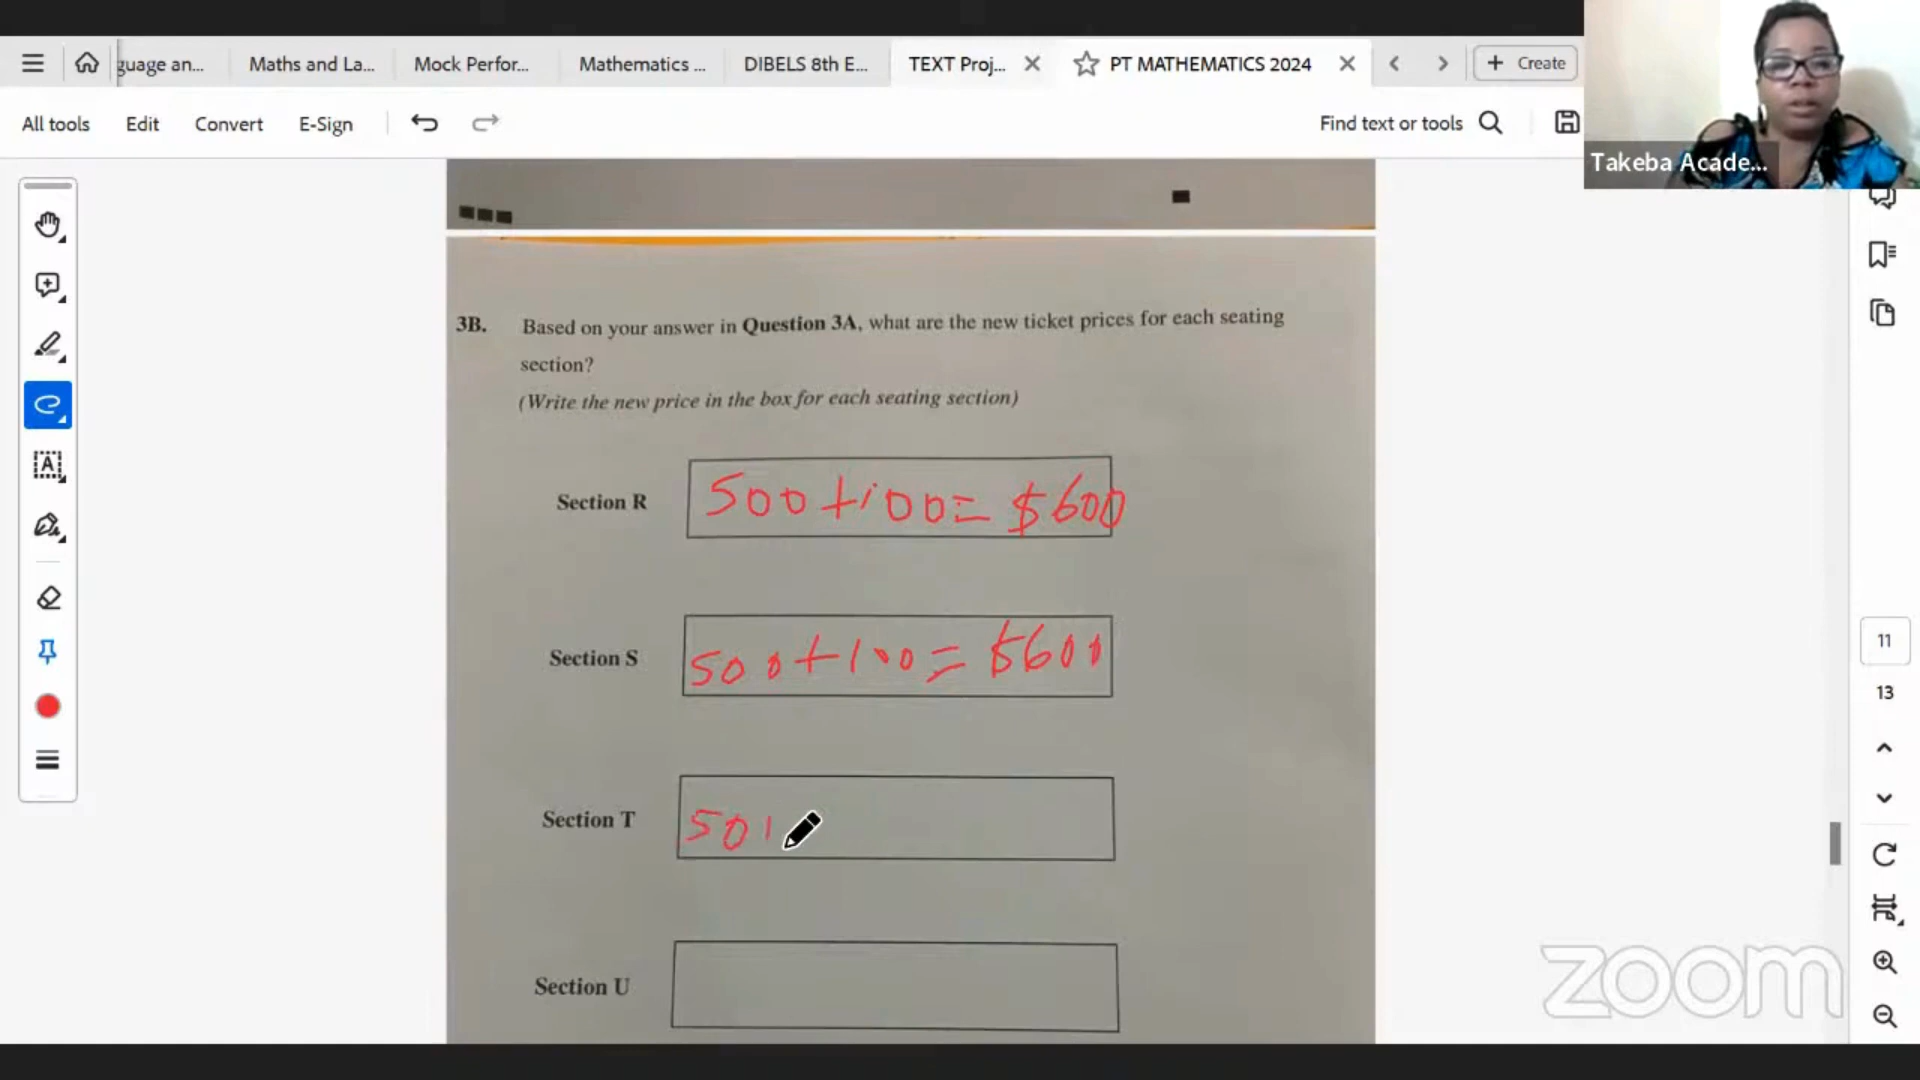 guage an...
Maths and La...
Mock Perfor...
Mathematics ...
DIBELS 8th E...
TEXT Proj...
PT MATHEMATICS 2024
Create
All tools
Edit
Convert
E-Sign
Find text or tools
Takeba Acade...
3B. Based on your answer in Question 3A, what are the new ticket prices for each seating
section?
(Write the new price in the box for each seating section)
Section R 500+100= $600
Section S 500+100= $600
Section T 501
Section U
11
13
zoom